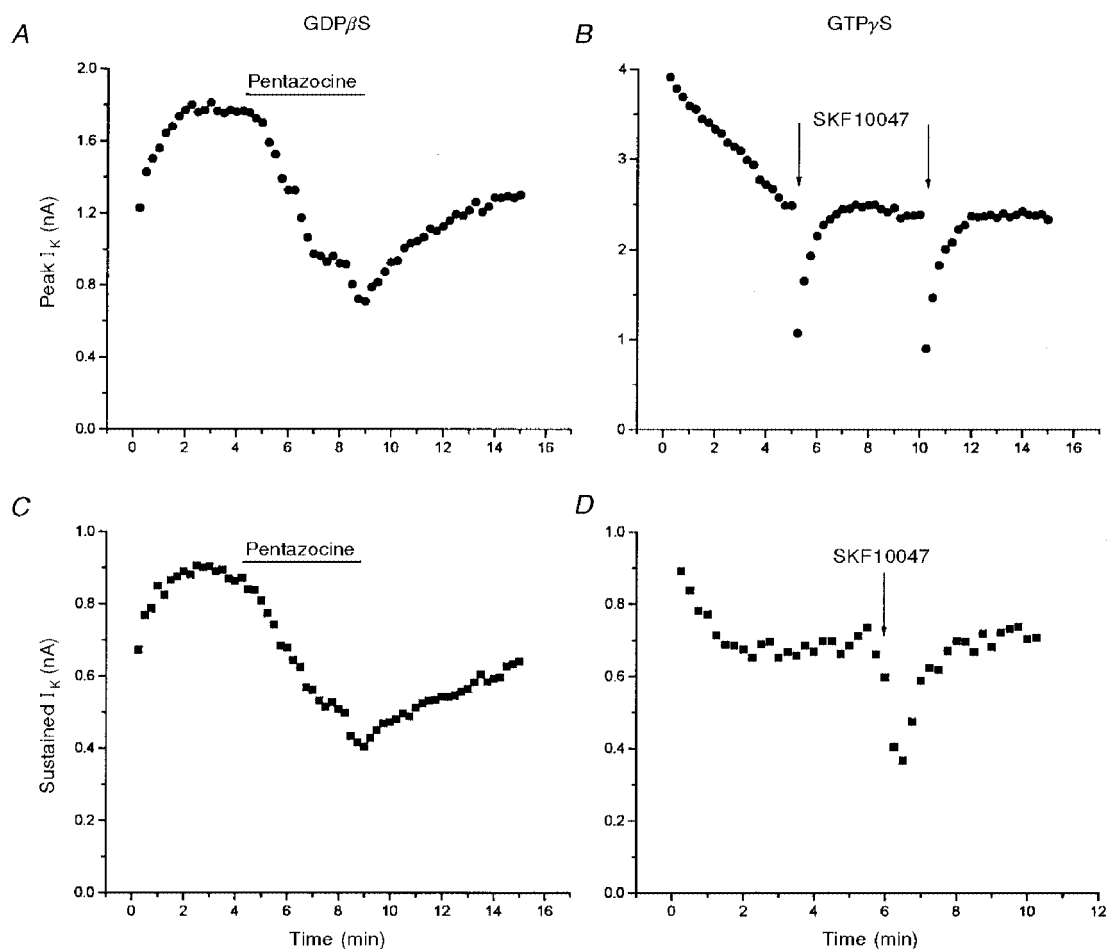 GDPβS
GTPγS
A
Pentazocine
Peak I_K (nA)
2.0
1.6
1.2
0.8
0.4
0.0
0 2 4 6 8 10 12 14 16
B
SKF10047
4
3
2
1
0
0 2 4 6 8 10 12 14 16
C
Pentazocine
Sustained I_K (nA)
1.0
0.8
0.6
0.4
0.2
0.0
0 2 4 6 8 10 12 14 16
Time (min)
D
SKF10047
1.0
0.8
0.6
0.4
0.2
0.0
0 2 4 6 8 10 12
Time (min)